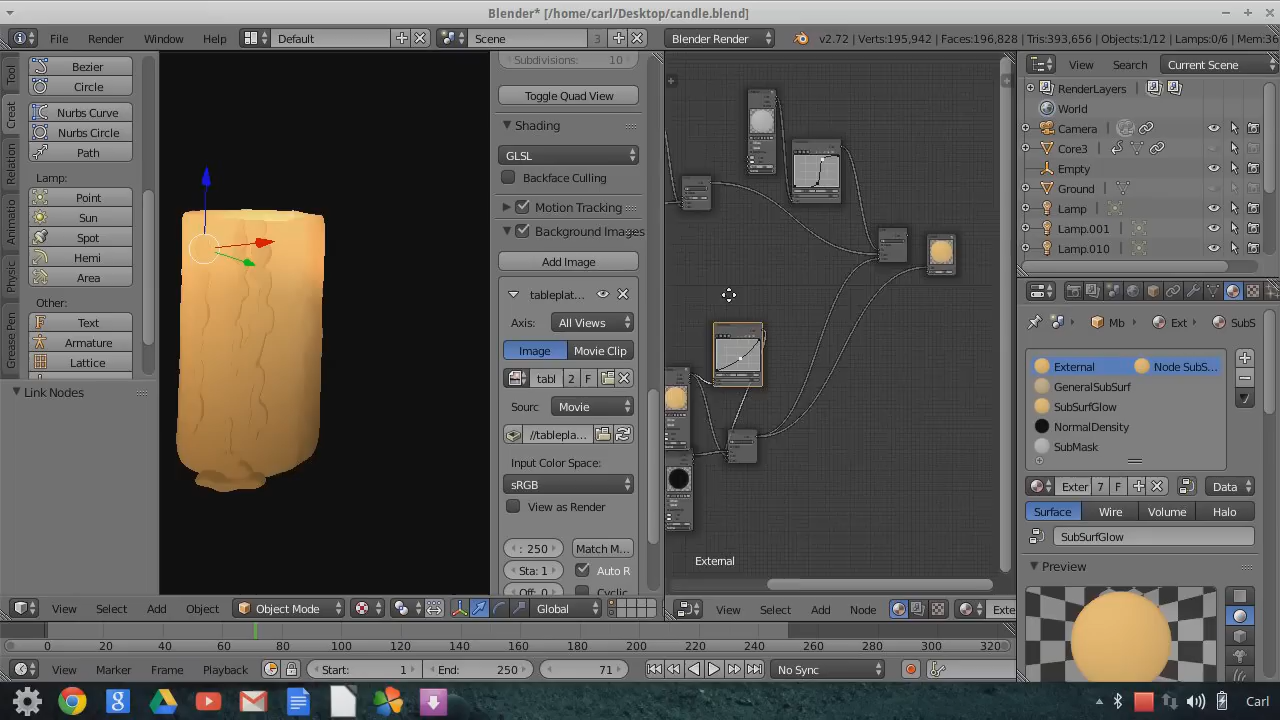 Blender* [/home/carl/Desktop/candle.blend]
File Render Window Help Default Scene 3 Blender Render v2.72 | Verts:195,942 | Faces:196,828 | Tris:393,656 | Objects:1/12 | Lamps:0/6 | Mem:36
Tool
Creat
Relation
Animatio
Physic
Grease Pen
Bezier
Circle
Nurbs Curve
Nurbs Circle
Path
Lamp:
Point
Sun
Spot
Hemi
Area
Other:
Text
Armature
Lattice
Link Nodes
Subdivisions: 10
Toggle Quad View
Shading
GLSL
Backface Culling
Motion Tracking
Background Images
Add Image
tableplat...
Axis: All Views
Image Movie Clip
tabl 2 F
Sourc Movie
//tablepla...
Input Color Space:
sRGB
View as Render
: 250 Match M...
Sta: 1 Auto R
Off: 0 Cyclic
External
View Search Current Scene
RenderLayers
World
Camera
Core3
Empty
Ground
Lamp
Lamp.001
Lamp.010
Mb Ext SubS
External Node SubS...
GeneralSubSurf
SubSurfGlow
NormalDensity
SubMask
Exter 7 F Data
Surface Wire Volume Halo
SubSurfGlow
Preview
View Select Add Object Object Mode Global
View Select Add Node Exte
0 20 40 60 80 100 120 140 160 180 200 220 240 260 280 300 320
View Marker Frame Playback Start: 1 End: 250 71 No Sync
Carl